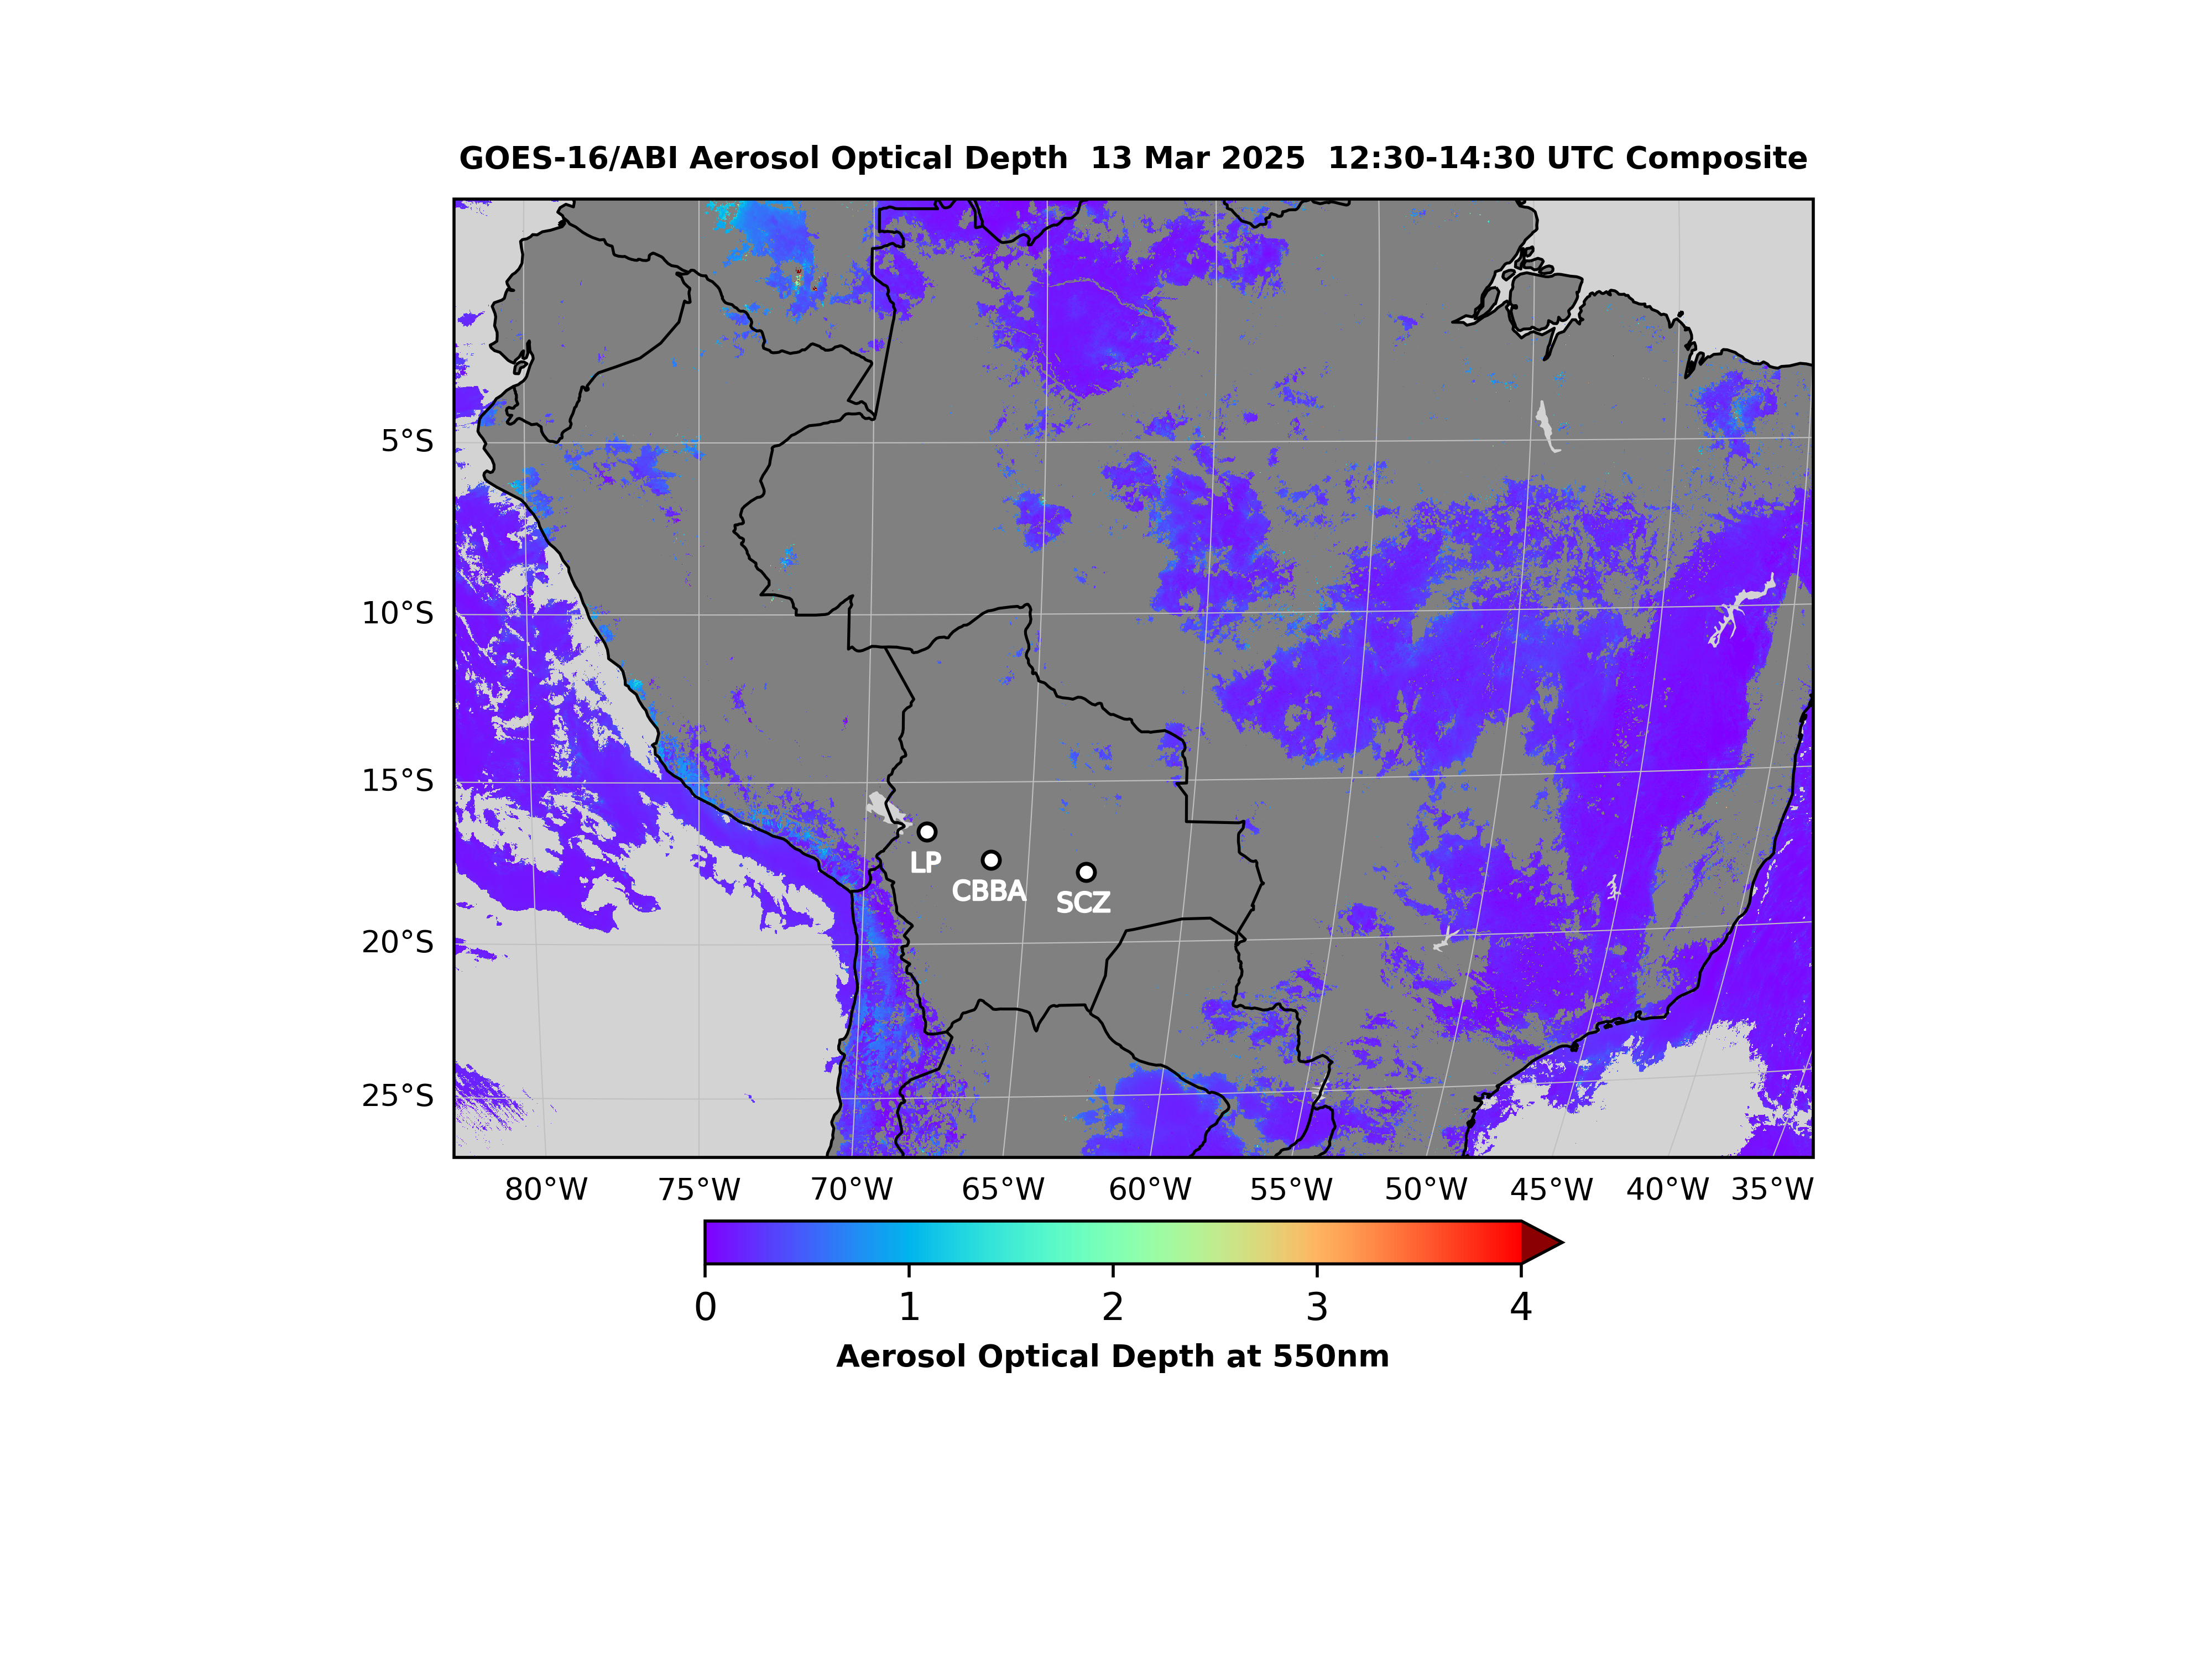 GOES-16/ABI Aerosol Optical Depth  13 Mar 2025  12:30-14:30 UTC Composite
5°S
10°S
15°S
LP
CBBA
SCZ
20°S
25°S
80°W 75°W 70°W 65°W 60°W 55°W 50°W 45°W 40°W 35°W
0 1 2 3 4
Aerosol Optical Depth at 550nm